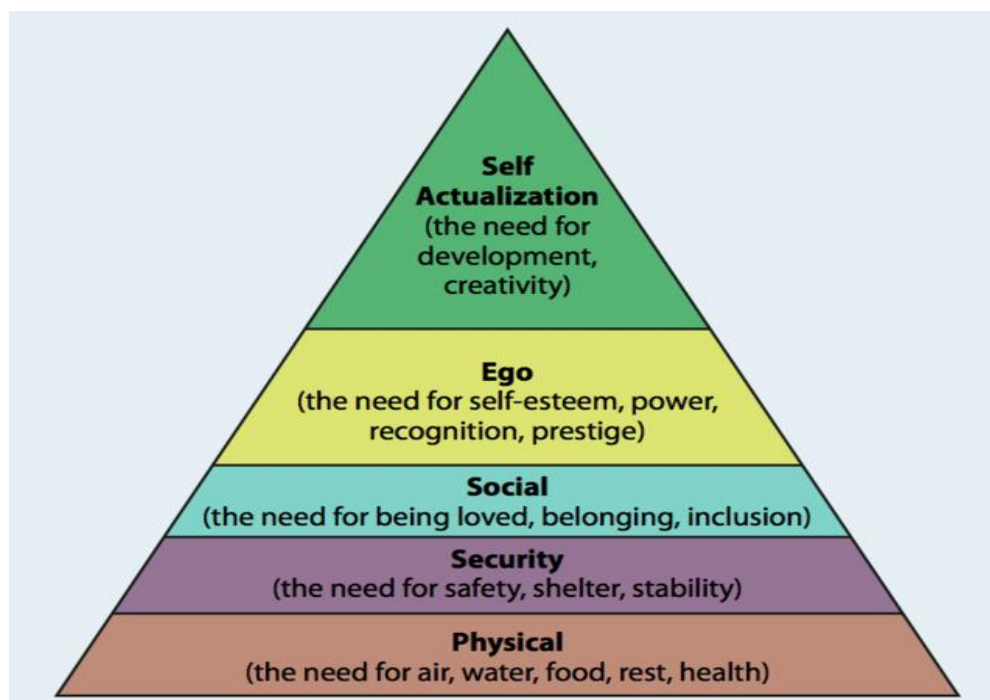 Self
Actualization
(the need for
development,
creativity)
Ego
(the need for self-esteem, power,
recognition, prestige)
Social
(the need for being loved, belonging, inclusion)
Security
(the need for safety, shelter, stability)
Physical
(the need for air, water, food, rest, health)